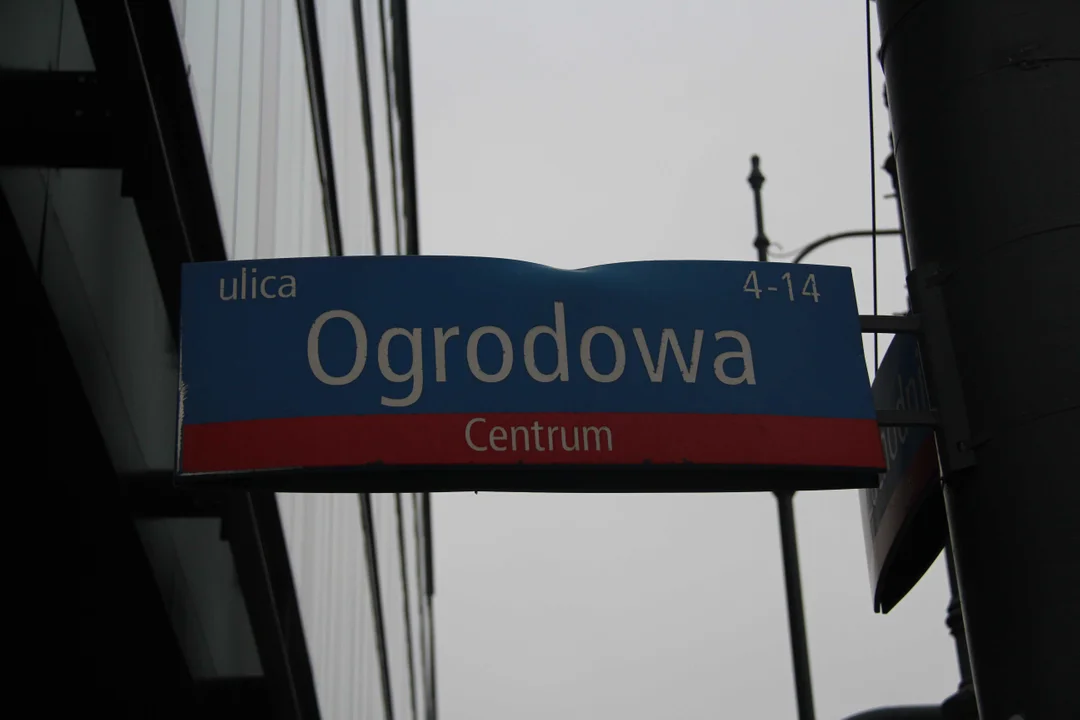 ulica 4-14
Ogrodowa
Centrum